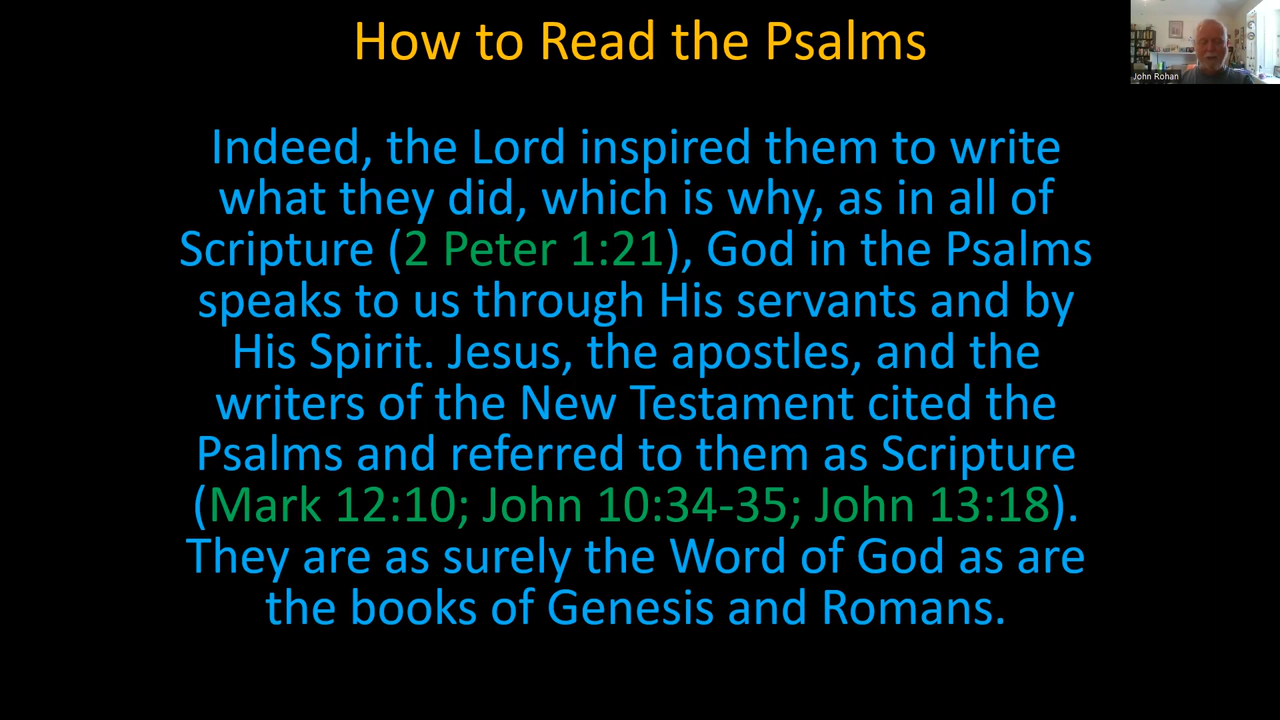 How to Read the Psalms
John Rohan
Indeed, the Lord inspired them to write
what they did, which is why, as in all of
Scripture (2 Peter 1:21), God in the Psalms
speaks to us through His servants and by
His Spirit. Jesus, the apostles, and the
writers of the New Testament cited the
Psalms and referred to them as Scripture
(Mark 12:10; John 10:34-35; John 13:18).
They are as surely the Word of God as are
the books of Genesis and Romans.